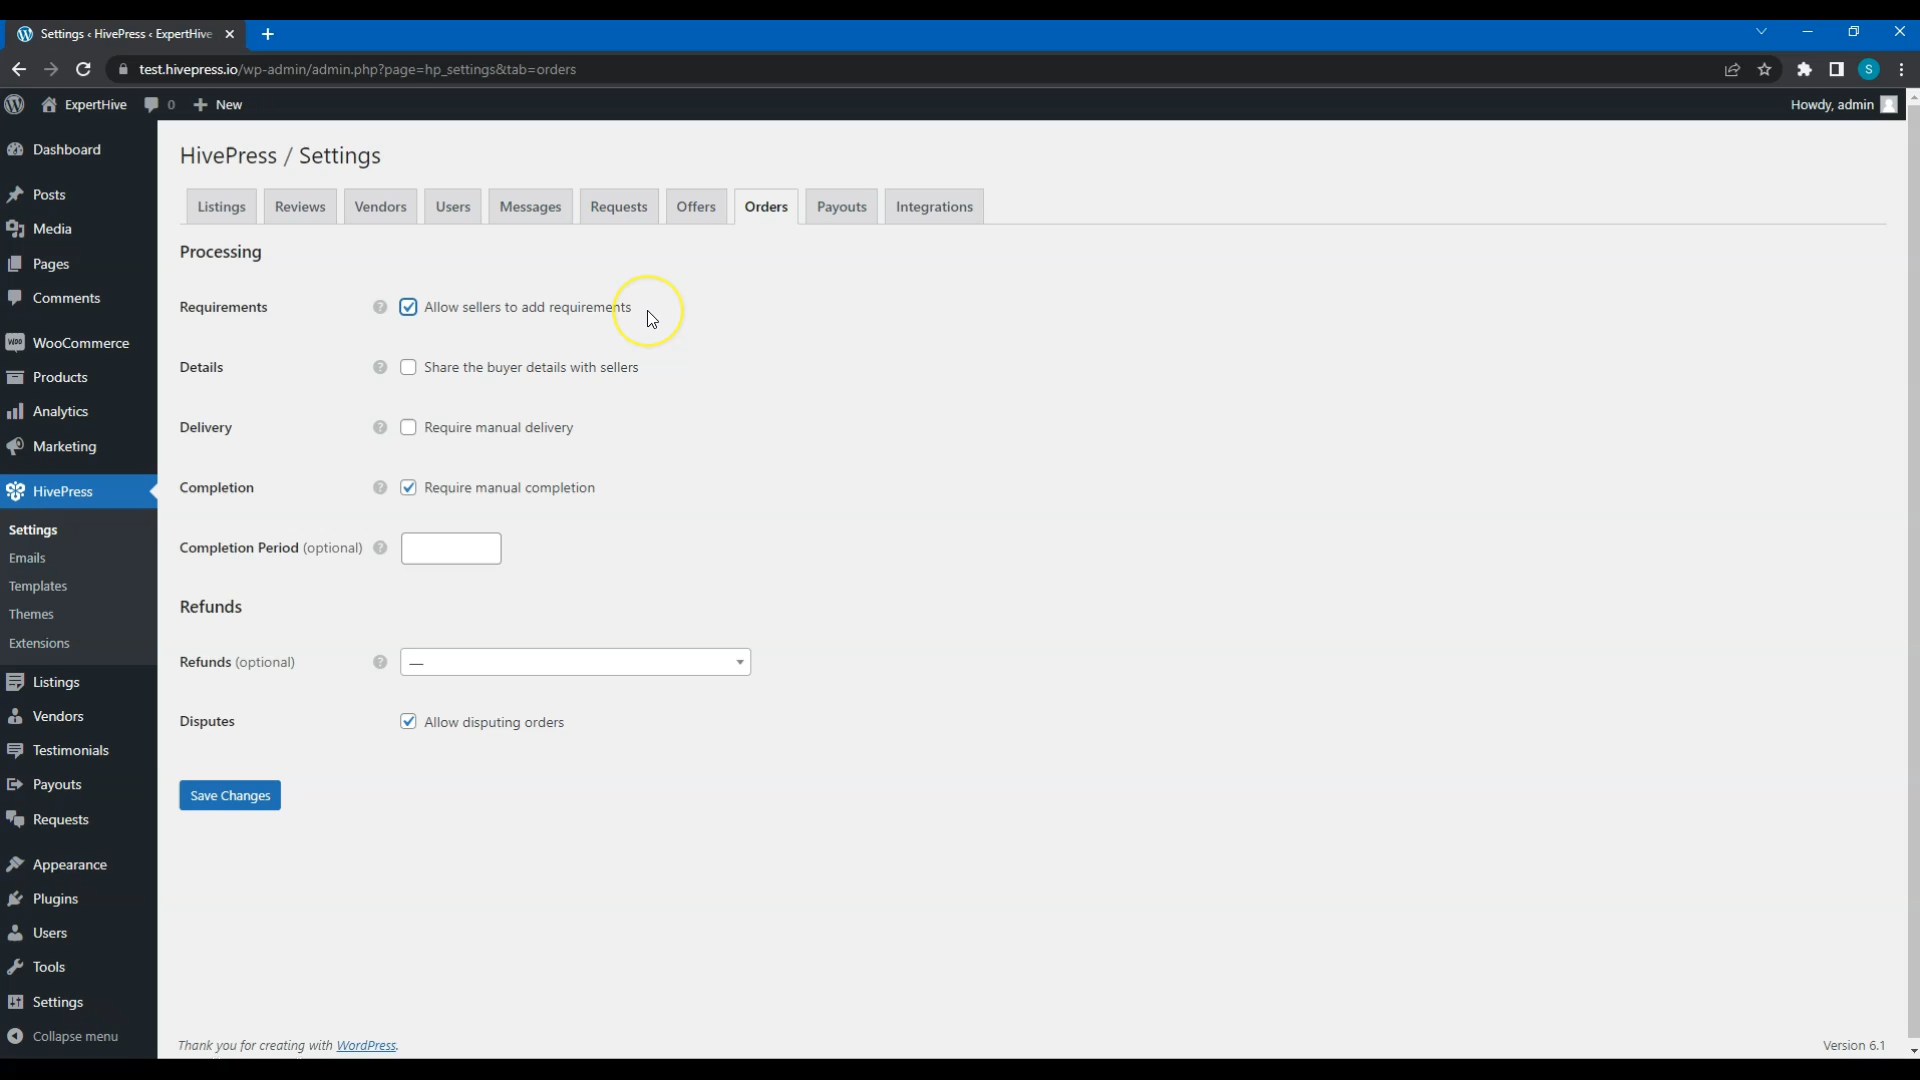 Settings ‹ HivePress ‹ ExpertHive
test.hivepress.io/wp-admin/admin.php?page=hp_settings&tab=orders
S
ExpertHive 0 New
Howdy, admin
Dashboard
Posts
Media
Pages
Comments
WooCommerce
Products
Analytics
Marketing
HivePress
Settings
Emails
Templates
Themes
Extensions
Listings
Vendors
Testimonials
Payouts
Requests
Appearance
Plugins
Users
Tools
Settings
Collapse menu
HivePress / Settings
Listings Reviews Vendors Users Messages Requests Offers Orders Payouts Integrations
Processing
Requirements ? Allow sellers to add requirements
Details ? Share the buyer details with sellers
Delivery ? Require manual delivery
Completion ? Require manual completion
Completion Period (optional) ?
Refunds
Refunds (optional) ? —
Disputes Allow disputing orders
Save Changes
Thank you for creating with WordPress.
Version 6.1